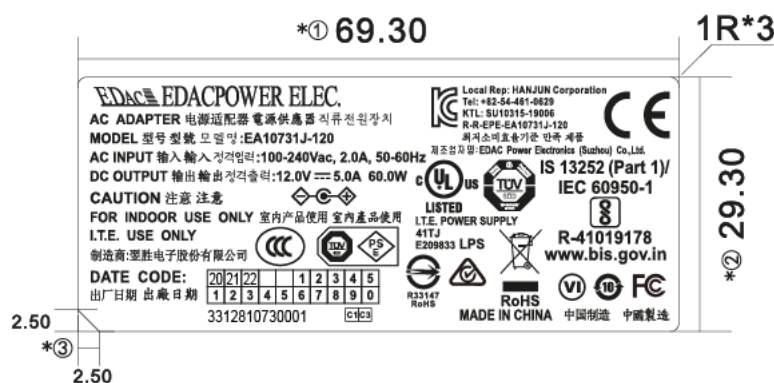 *① 69.30
1R*3
EDAC EDACPOWER ELEC.
AC ADAPTER 电源适配器 電源供應器 직류전원장치
MODEL 型号 型號 모델명:EA10731J-120
AC INPUT 输入 輸入 정격입력:100-240Vac, 2.0A, 50-60Hz
DC OUTPUT 输出 輸出 정격출력:12.0V 5.0A 60.0W
CAUTION 注意 注意
FOR INDOOR USE ONLY 室内产品使用 室內產品使用
I.T.E. USE ONLY
制造商:翌胜电子股份有限公司
CCC
TUV
PS
E
DATE CODE: 20 21 22 1 2 3 4 5
出厂日期 出廠日期 1 2 3 4 5 6 7 8 9 0
3312810730001
C1 C3
Local Rep: HANJUN Corporation
Tel: +82-54-461-0629
KTL: SU10315-19006
R-R-EPE-EA10731J-120
최저소비효율기준 만족 제품
제조업자명:EDAC Power Electronics (Suzhou) Co.,Ltd.
CE
C UL US
LISTED
TUV
I.T.E. POWER SUPPLY
41TJ
E209833 LPS
R33147
RoHS
IS 13252 (Part 1)/
IEC 60950-1
R-41019178
www.bis.gov.in
RoHS
VI
10
FC
MADE IN CHINA 中国制造 中國製造
*② 29.30
2.50
*③
2.50